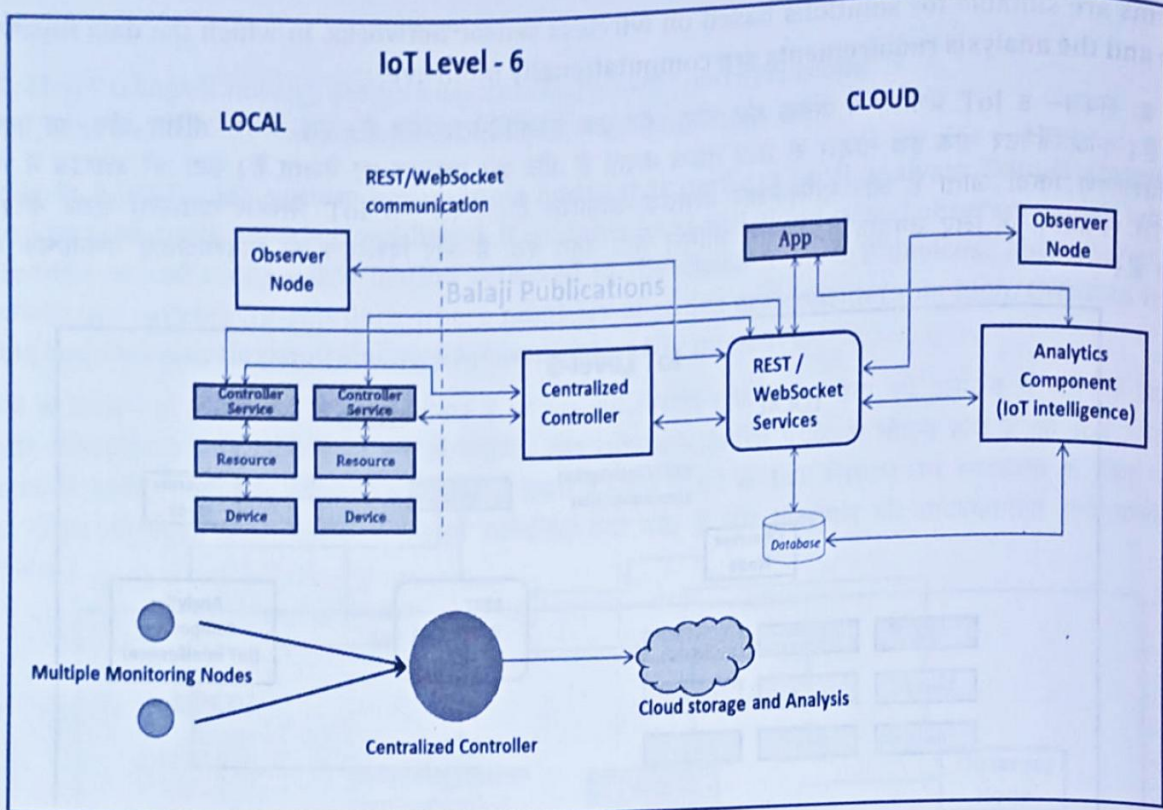 IoT Level - 6
LOCAL
CLOUD
REST/WebSocket
communication
Observer
Node
App
Observer
Node
Balaji Publications
Controller
Service
Controller
Service
Centralized
Controller
REST /
WebSocket
Services
Analytics
Component
(IoT intelligence)
Resource
Resource
Device
Device
Database
Multiple Monitoring Nodes
Centralized Controller
Cloud storage and Analysis